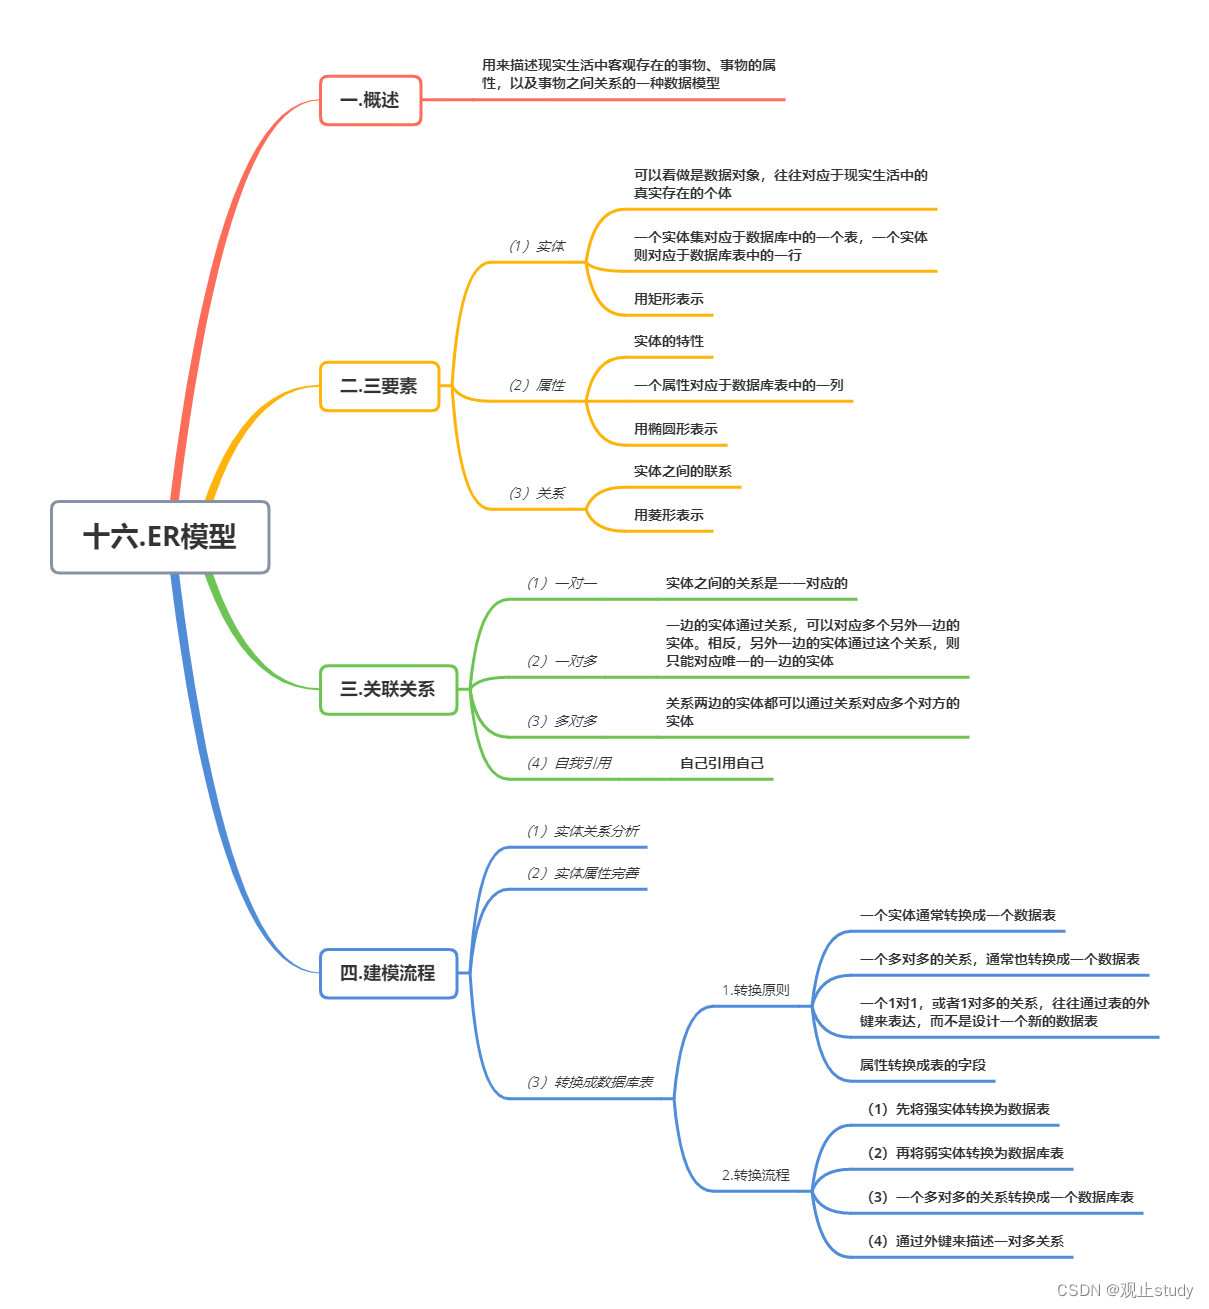 十六.ER模型
一.概述
用来描述现实生活中客观存在的事物、事物的属
性，以及事物之间关系的一种数据模型
二.三要素
（1）实体
可以看做是数据对象，往往对应于现实生活中的
真实存在的个体
一个实体集对应于数据库中的一个表，一个实体
则对应于数据库表中的一行
用矩形表示
（2）属性
实体的特性
一个属性对应于数据库表中的一列
用椭圆形表示
（3）关系
实体之间的联系
用菱形表示
三.关联关系
（1）一对一
实体之间的关系是一一对应的
（2）一对多
一边的实体通过关系，可以对应多个另外一边的
实体。相反，另外一边的实体通过这个关系，则
只能对应唯一的一边的实体
（3）多对多
关系两边的实体都可以通过关系对应多个对方的
实体
（4）自我引用
自己引用自己
四.建模流程
（1）实体关系分析
（2）实体属性完善
（3）转换成数据库表
1.转换原则
一个实体通常转换成一个数据表
一个多对多的关系，通常也转换成一个数据表
一个1对1，或者1对多的关系，往往通过表的外
键来表达，而不是设计一个新的数据表
属性转换成表的字段
2.转换流程
（1）先将强实体转换为数据表
（2）再将弱实体转换为数据库表
（3）一个多对多的关系转换成一个数据库表
（4）通过外键来描述一对多关系
CSDN @观止study